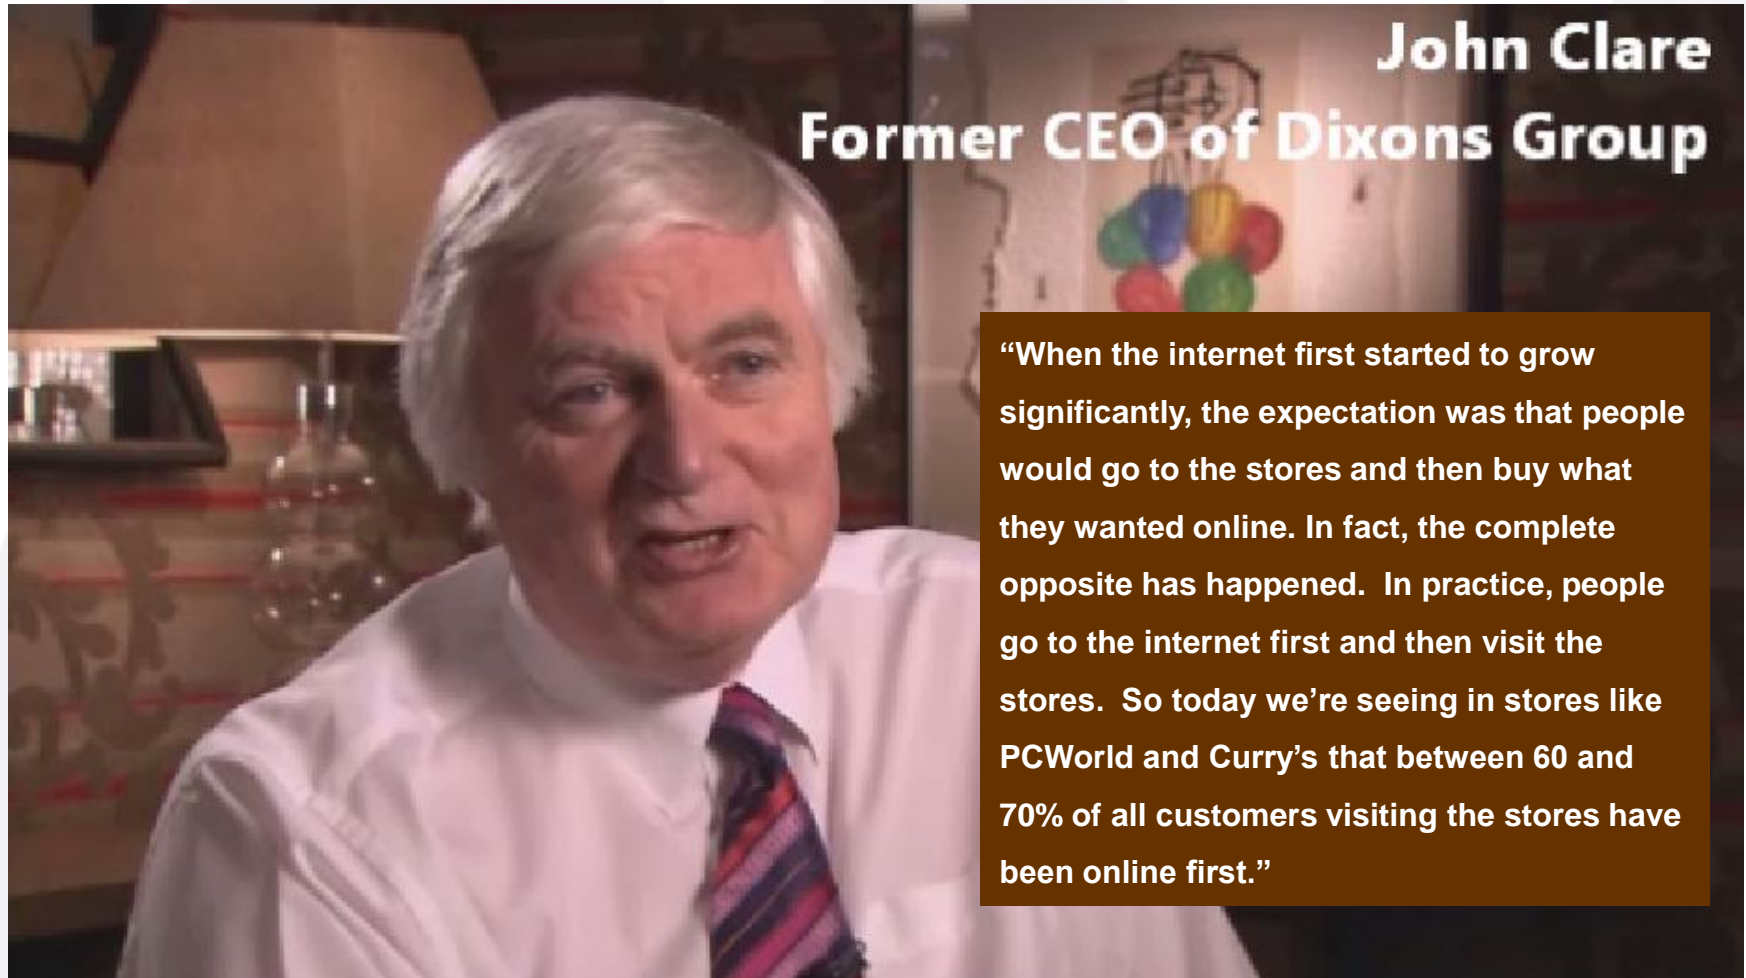 John Clare
Former CEO of Dixons Group
“When the internet first started to grow
significantly, the expectation was that people
would go to the stores and then buy what
they wanted online. In fact, the complete
opposite has happened.  In practice, people
go to the internet first and then visit the
stores.  So today we’re seeing in stores like
PCWorld and Curry’s that between 60 and
70% of all customers visiting the stores have
been online first.”